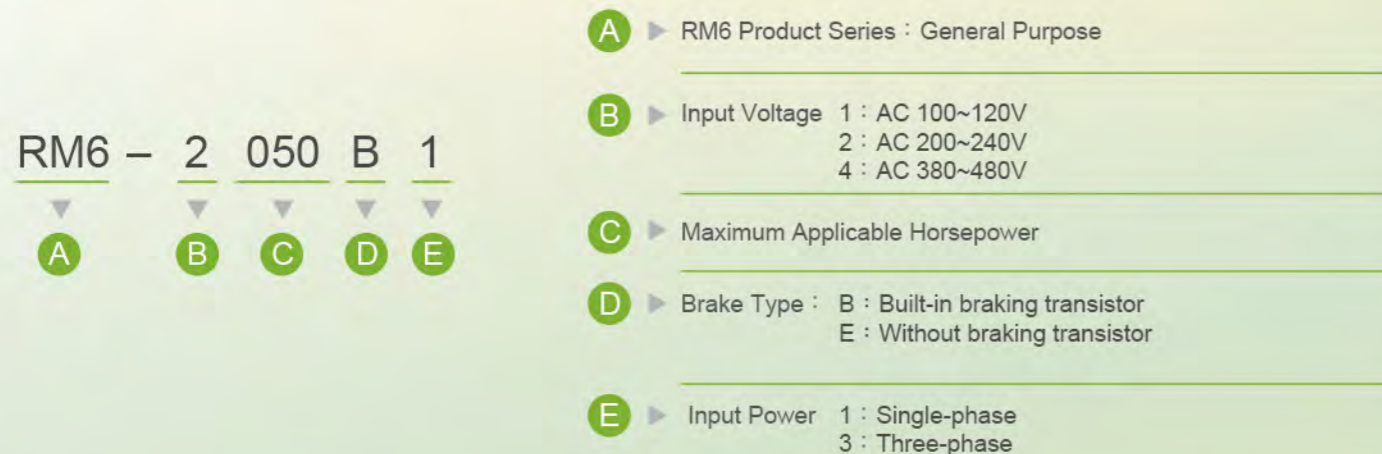 RM6 – 2 050 B 1
A B C D E
A RM6 Product Series：General Purpose
B Input Voltage 1：AC 100~120V
2：AC 200~240V
4：AC 380~480V
C Maximum Applicable Horsepower
D Brake Type： B：Built-in braking transistor
E：Without braking transistor
E Input Power 1：Single-phase
3：Three-phase